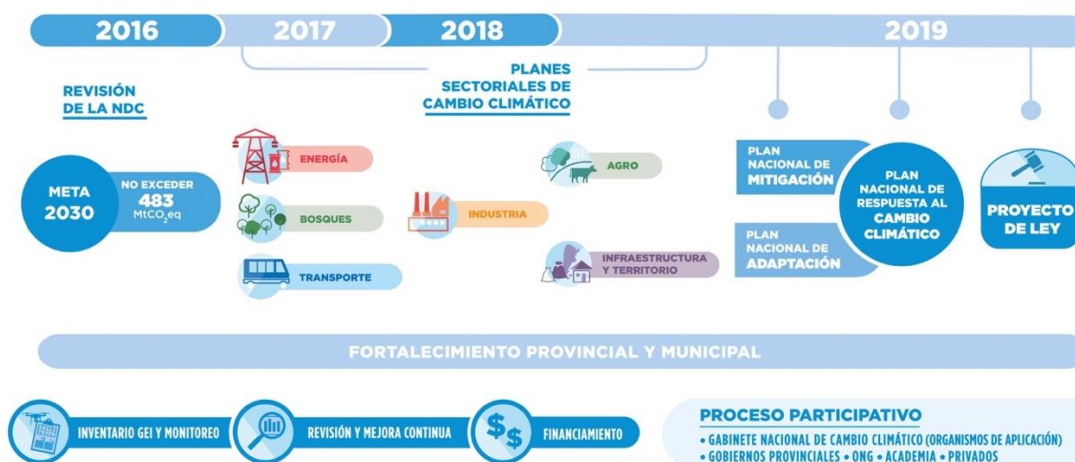 2016
2017
2018
2019
REVISIÓN
DE LA NDC
PLANES
SECTORIALES DE
CAMBIO CLIMÁTICO
META
2030
NO EXCEDER
483
MtCO₂eq
ENERGÍA
BOSQUES
TRANSPORTE
INDUSTRIA
AGRO
INFRAESTRUCTURA
Y TERRITORIO
PLAN
NACIONAL DE
MITIGACIÓN
PLAN
NACIONAL DE
ADAPTACIÓN
PLAN
NACIONAL DE
RESPUESTA AL
CAMBIO
CLIMÁTICO
PROYECTO
DE LEY
FORTALECIMIENTO PROVINCIAL Y MUNICIPAL
INVENTARIO GEI Y MONITOREO
REVISIÓN Y MEJORA CONTINUA
$$
FINANCIAMIENTO
PROCESO PARTICIPATIVO
• GABINETE NACIONAL DE CAMBIO CLIMÁTICO (ORGANISMOS DE APLICACIÓN)
• GOBIERNOS PROVINCIALES • ONG • ACADEMIA • PRIVADOS